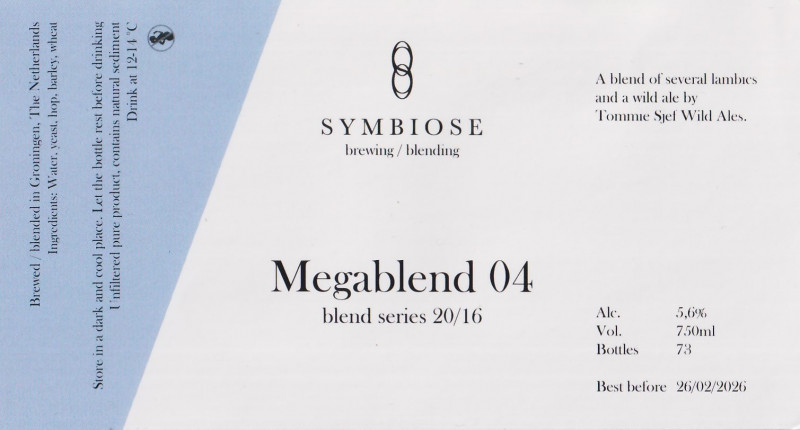 Brewed / blended in Groningen, The Netherlands
Ingredients: Water, yeast, hop, barley, wheat
Store in a dark and cool place. Let the bottle rest before drinking
Unfiltered pure product, contains natural sediment
Drink at 12-14 °C
SYMBIOSE
brewing / blending
A blend of several lambics
and a wild ale by
Tommie Sjef Wild Ales.
Megablend 04
blend series 20/16
Alc. 5,6%
Vol. 750ml
Bottles 73
Best before 26/02/2026